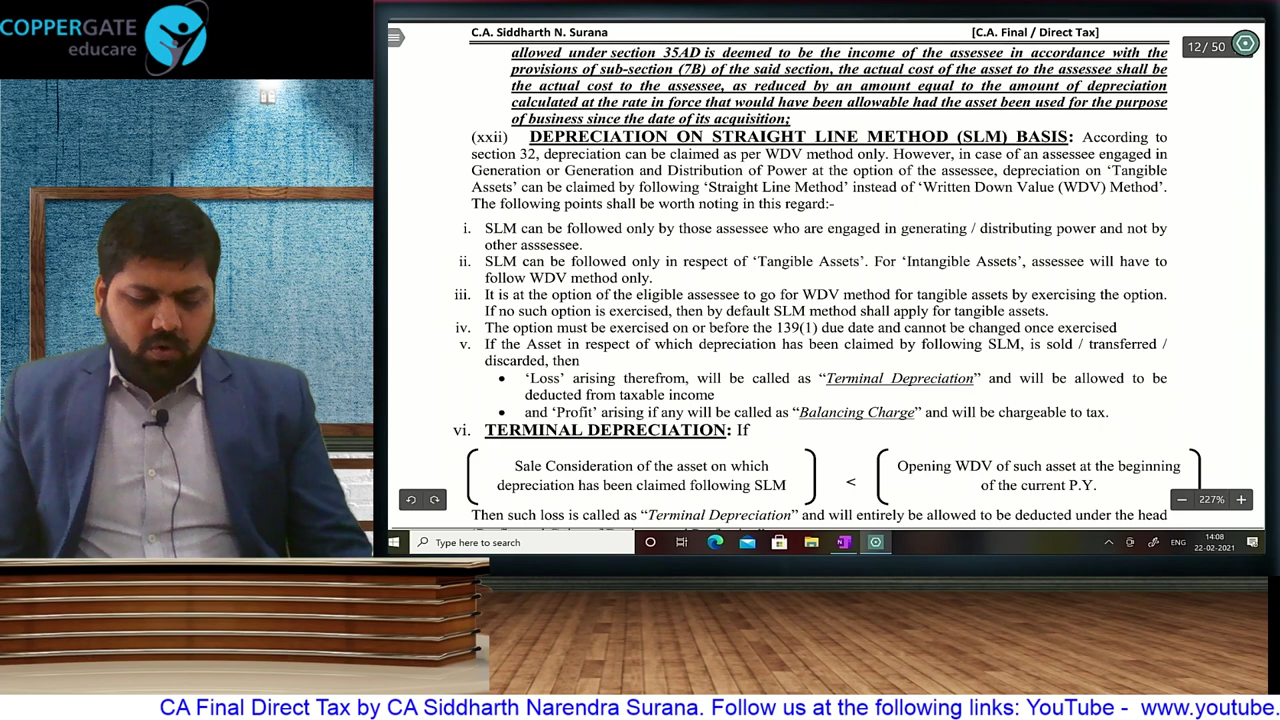 COPPERGATE
educare
C.A. Siddharth N. Surana [C.A. Final / Direct Tax]
12 / 50
allowed under section 35AD is deemed to be the income of the assessee in accordance with the
provisions of sub-section (7B) of the said section, the actual cost of the asset to the assessee shall be
the actual cost to the assessee, as reduced by an amount equal to the amount of depreciation
calculated at the rate in force that would have been allowable had the asset been used for the purpose
of business since the date of its acquisition;
(xxii) DEPRECIATION ON STRAIGHT LINE METHOD (SLM) BASIS: According to
section 32, depreciation can be claimed as per WDV method only. However, in case of an assessee engaged in
Generation or Generation and Distribution of Power at the option of the assessee, depreciation on ‘Tangible
Assets’ can be claimed by following ‘Straight Line Method’ instead of ‘Written Down Value (WDV) Method’.
The following points shall be worth noting in this regard:-
i. SLM can be followed only by those assessee who are engaged in generating / distributing power and not by
other asssessee.
ii. SLM can be followed only in respect of ‘Tangible Assets’. For ‘Intangible Assets’, assessee will have to
follow WDV method only.
iii. It is at the option of the eligible assessee to go for WDV method for tangible assets by exercising the option.
If no such option is exercised, then by default SLM method shall apply for tangible assets.
iv. The option must be exercised on or before the 139(1) due date and cannot be changed once exercised
v. If the Asset in respect of which depreciation has been claimed by following SLM, is sold / transferred /
discarded, then
• ‘Loss’ arising therefrom, will be called as “Terminal Depreciation” and will be allowed to be
deducted from taxable income
• and ‘Profit’ arising if any will be called as “Balancing Charge” and will be chargeable to tax.
vi. TERMINAL DEPRECIATION: If
Sale Consideration of the asset on which
depreciation has been claimed following SLM
<
Opening WDV of such asset at the beginning
of the current P.Y.
227%
Then such loss is called as “Terminal Depreciation” and will entirely be allowed to be deducted under the head
Type here to search
ENG
14:08
22-02-2021
CA Final Direct Tax by CA Siddharth Narendra Surana. Follow us at the following links: YouTube - www.youtube.